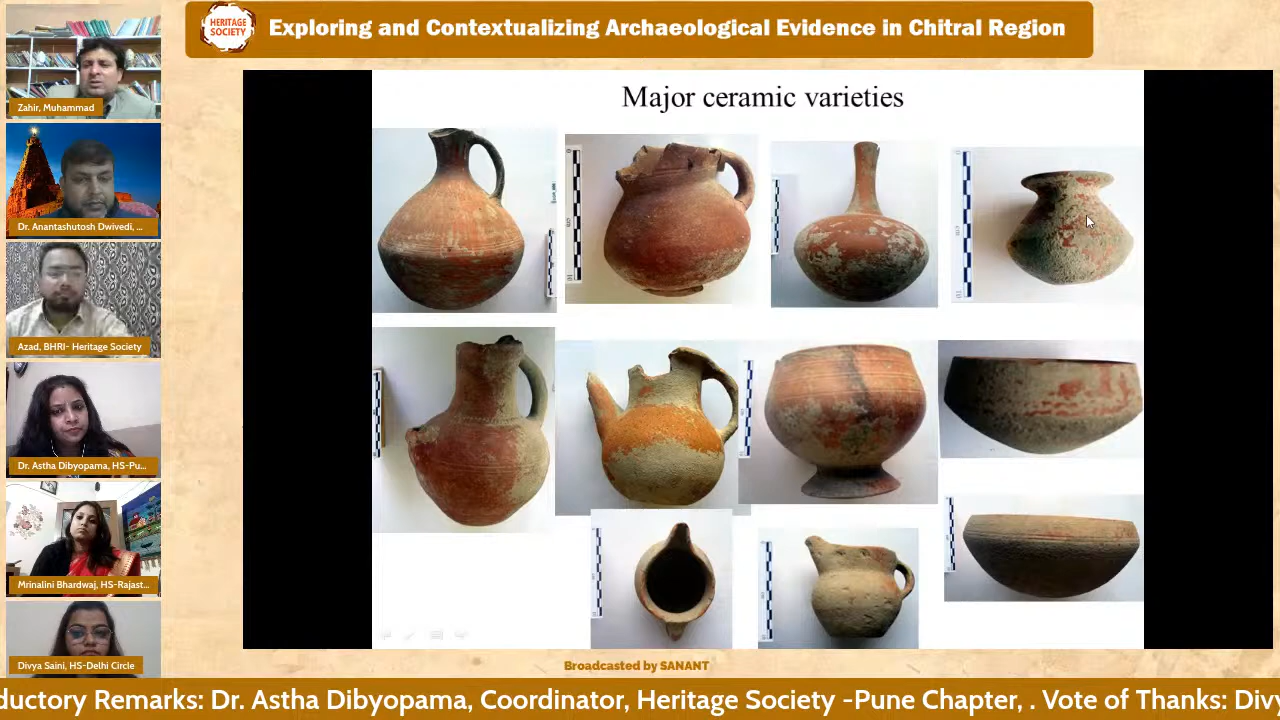 HERITAGE
SOCIETY
Exploring and Contextualizing Archaeological Evidence in Chitral Region
Zahir, Muhammad
Dr. Anantashutosh Dwivedi, ...
Azad, BHRI- Heritage Society
Dr. Astha Dibyopama, HS-Pu...
Mrinalini Bhardwaj, HS-Rajast...
Divya Saini, HS-Delhi Circle
Major ceramic varieties
Broadcasted by SANANT
ductory Remarks: Dr. Astha Dibyopama, Coordinator, Heritage Society -Pune Chapter, . Vote of Thanks: Divy